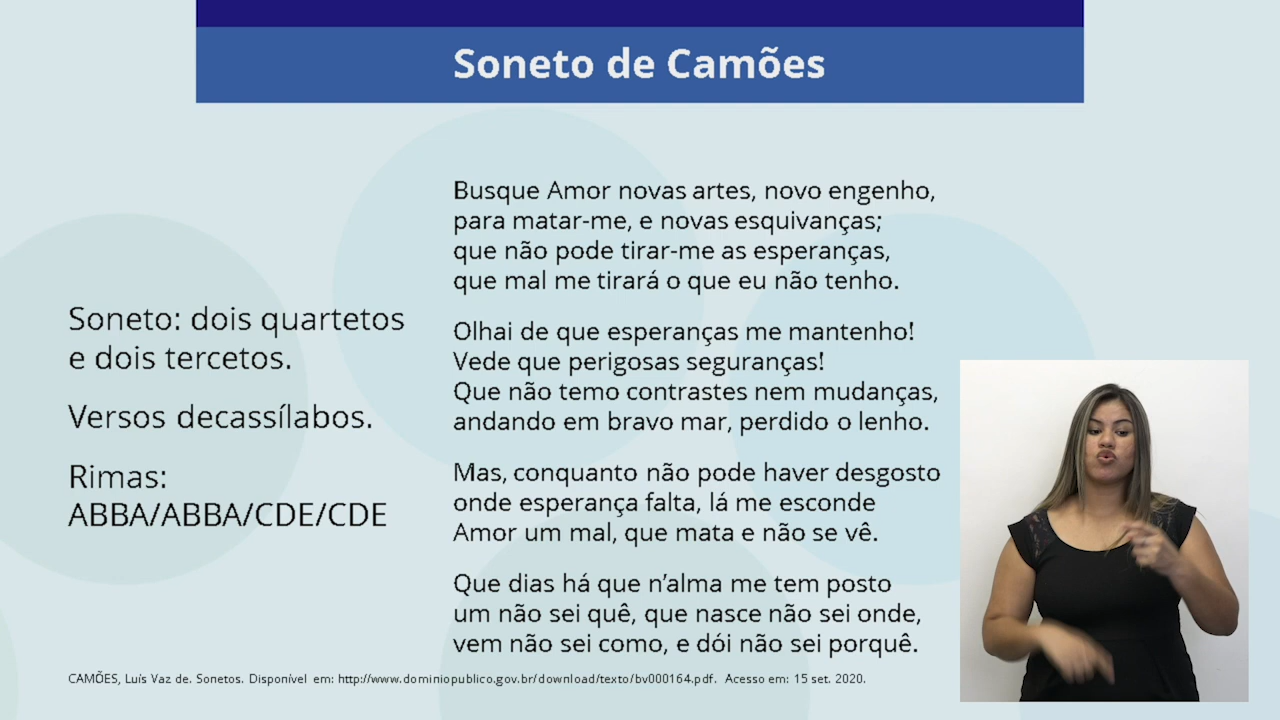 Soneto de Camões
Soneto: dois quartetos
e dois tercetos.
Versos decassílabos.
Rimas:
ABBA/ABBA/CDE/CDE
Busque Amor novas artes, novo engenho,
para matar-me, e novas esquivanças;
que não pode tirar-me as esperanças,
que mal me tirará o que eu não tenho.
Olhai de que esperanças me mantenho!
Vede que perigosas seguranças!
Que não temo contrastes nem mudanças,
andando em bravo mar, perdido o lenho.
Mas, conquanto não pode haver desgosto
onde esperança falta, lá me esconde
Amor um mal, que mata e não se vê.
Que dias há que n’alma me tem posto
um não sei quê, que nasce não sei onde,
vem não sei como, e dói não sei porquê.
CAMÕES, Luís Vaz de. Sonetos. Disponível em: http://www.dominiopublico.gov.br/download/texto/bv000164.pdf. Acesso em: 15 set. 2020.